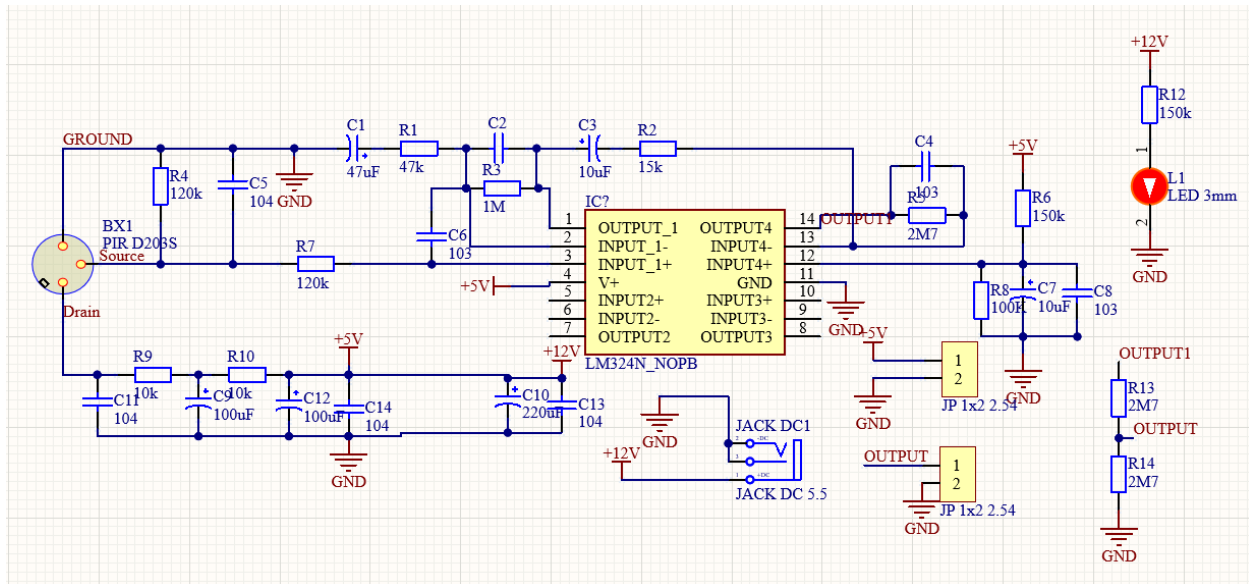 +12V
R12
150k
1
L1
LED 3mm
2
GND
GROUND
C1
47uF
R1
47k
C2
R3
1M
C3
10uF
R2
15k
C4
103
R5
2M7
+5V
R6
150k
R4
120k
C5
104
GND
BX1
PIR D203S
Source
Drain
R7
120k
C6
103
IC?
1 OUTPUT_1 OUTPUT4 14
2 INPUT_1- INPUT4- 13
3 INPUT_1+ INPUT4+ 12
4 V+ GND 11
5 INPUT2+ INPUT3+ 10
6 INPUT2- INPUT3- 9
7 OUTPUT2 OUTPUT3 8
LM324N_NOPB
OUTPUT1
+5V
GND
R8
100K
C7
10uF
C8
103
GND
R9
10k
R10
10k
+5V
+12V
C11
104
C9
100uF
C12
100uF
C14
104
C10
220uF
C13
104
GND
+5V
1
2
GND
JP 1x2 2.54
GND
+12V
JACK DC1
JACK DC 5.5
OUTPUT
1
2
GND
JP 1x2 2.54
OUTPUT1
R13
2M7
OUTPUT
R14
2M7
GND